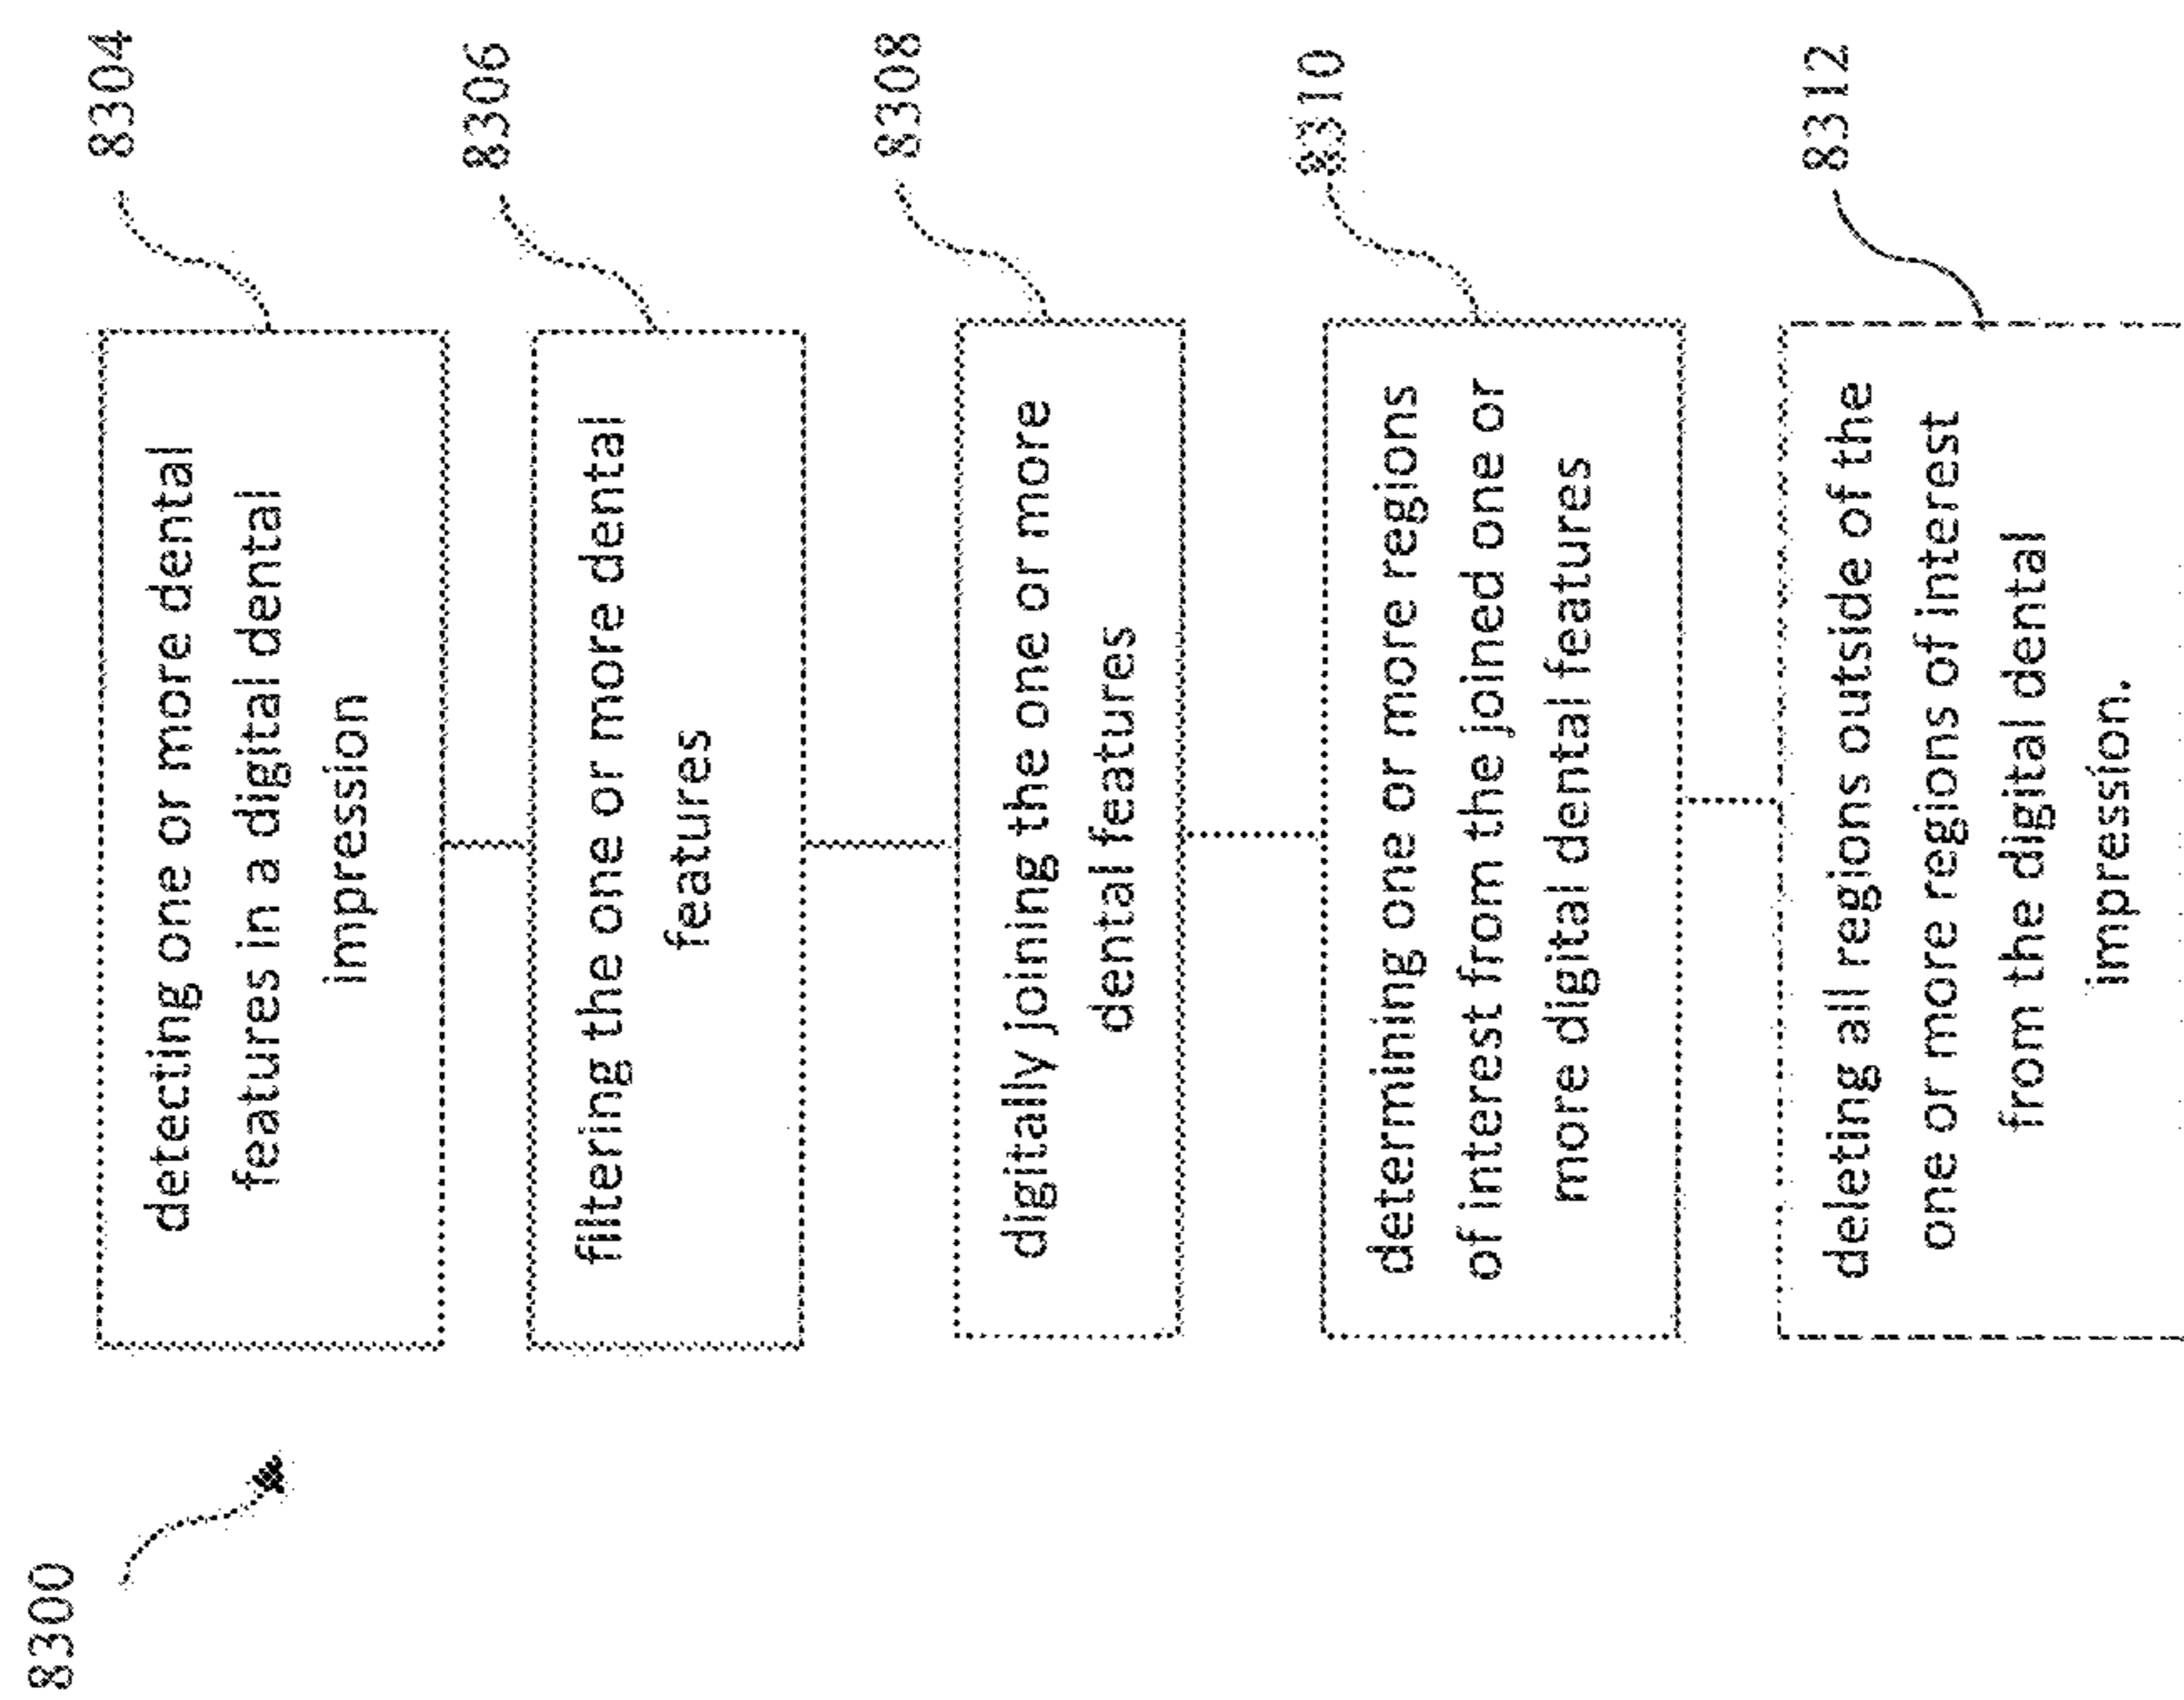 8300
8304
detecting one or more dental
features in a digital dental
impression
8306
filtering the one or more dental
features
8308
digitally joining the one or more
dental features
8310
determining one or more regions
of interest from the joined one or
more digital dental features
8312
deleting all regions outside of the
one or more regions of interest
from the digital dental
impression.